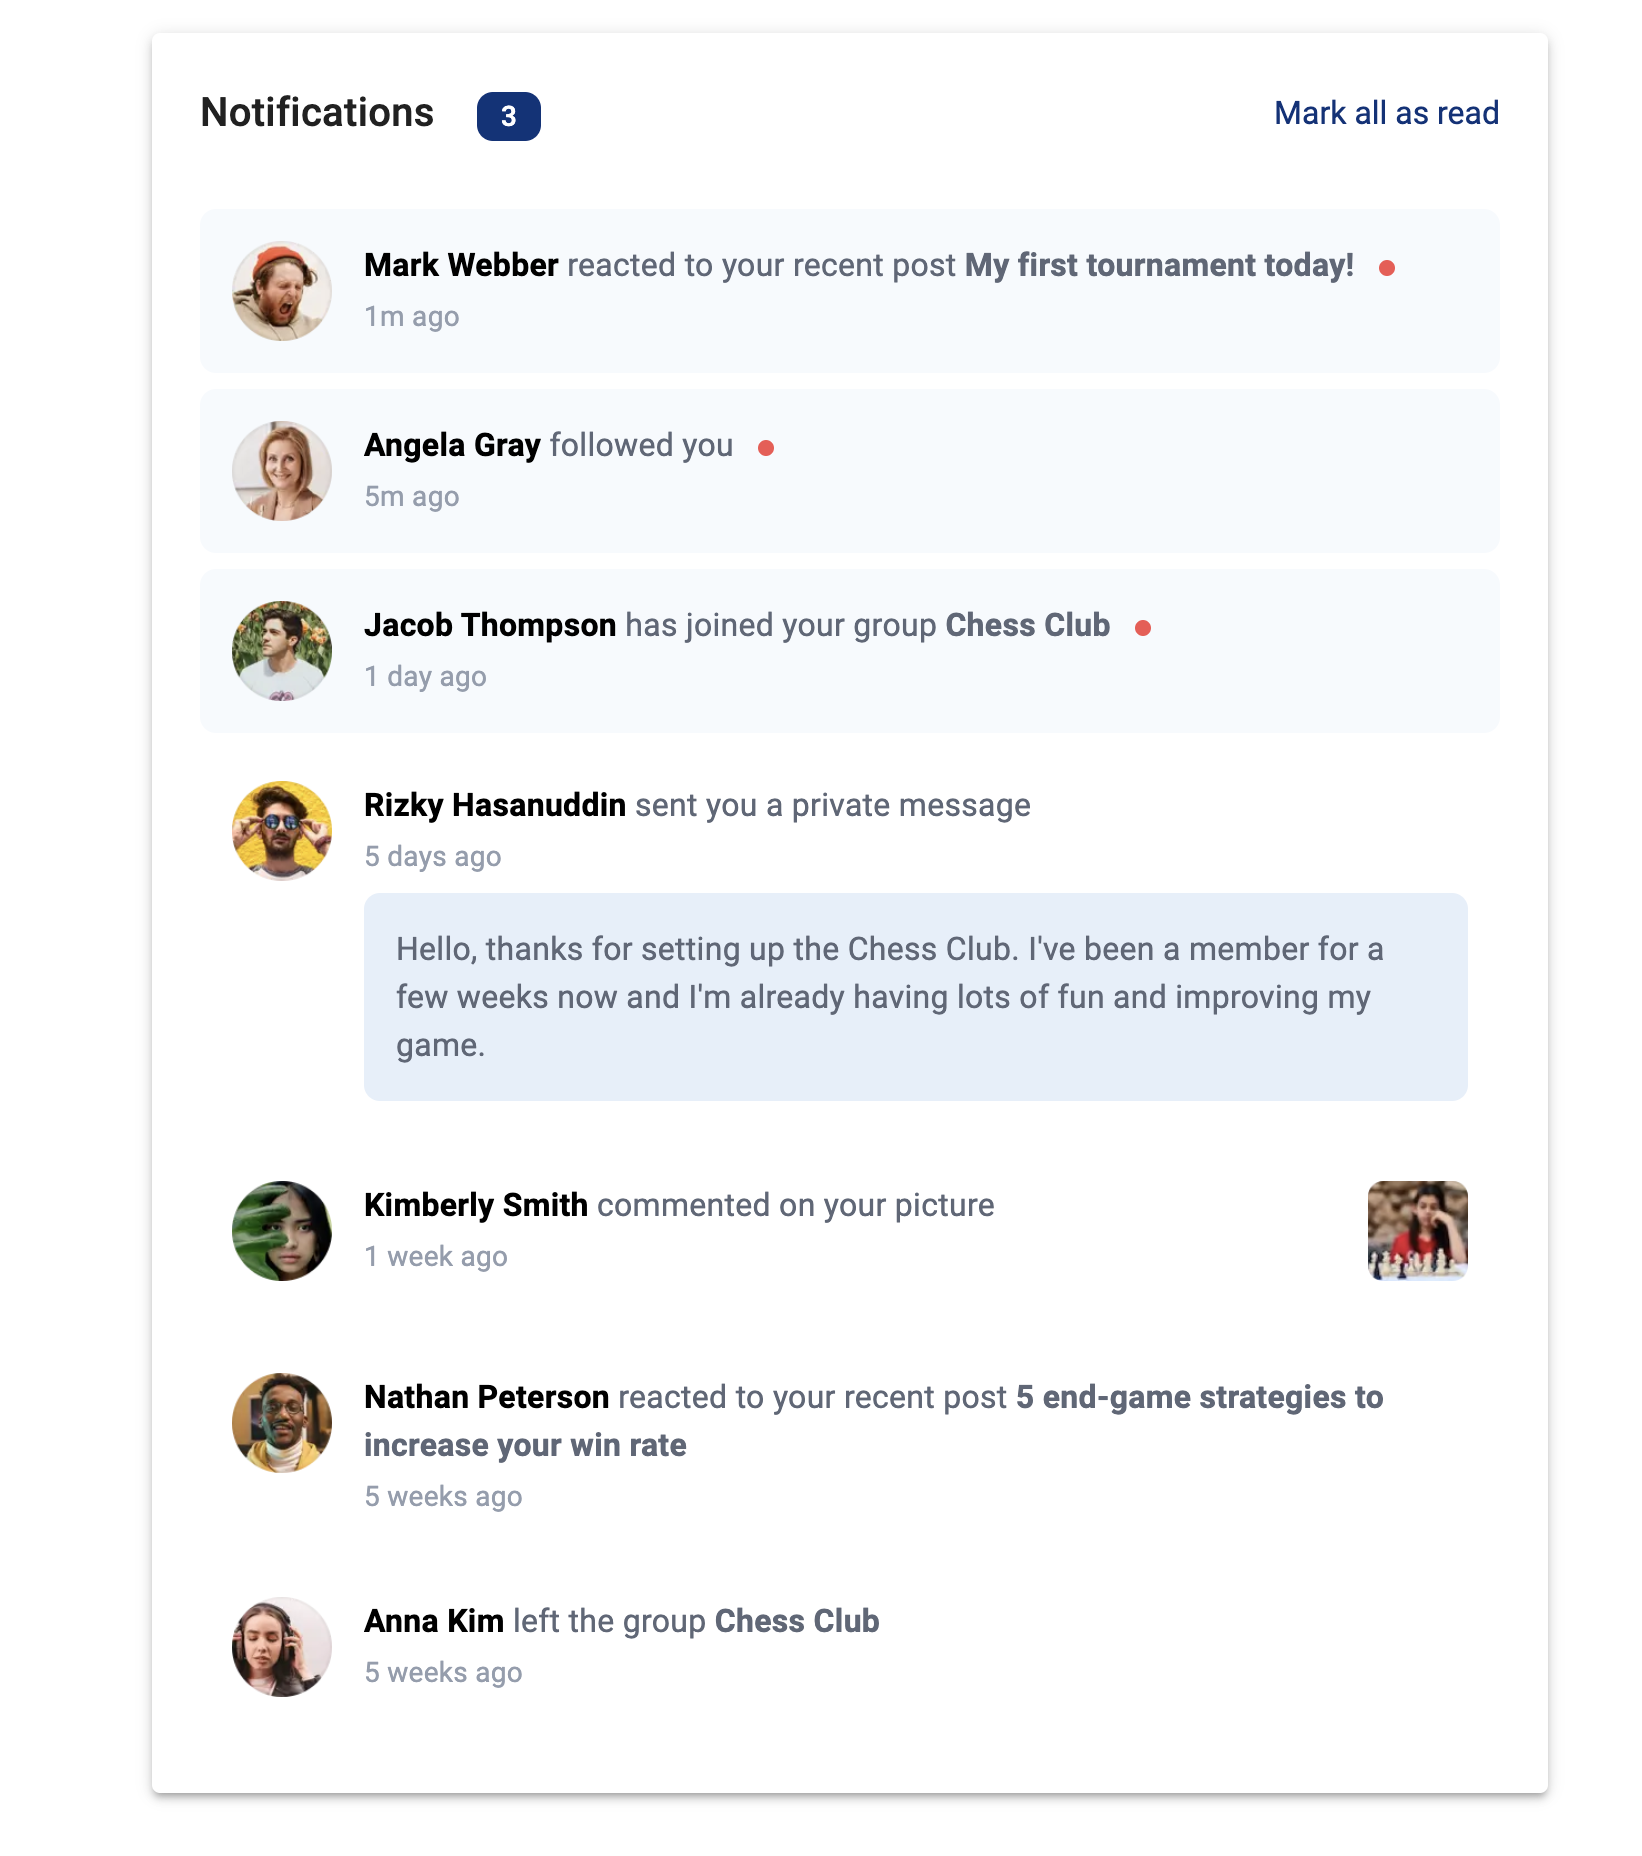 Notifications 3 Mark all as read
Mark Webber reacted to your recent post My first tournament today!
1m ago
Angela Gray followed you
5m ago
Jacob Thompson has joined your group Chess Club
1 day ago
Rizky Hasanuddin sent you a private message
5 days ago
Hello, thanks for setting up the Chess Club. I've been a member for a
few weeks now and I'm already having lots of fun and improving my
game.
Kimberly Smith commented on your picture
1 week ago
Nathan Peterson reacted to your recent post 5 end-game strategies to
increase your win rate
5 weeks ago
Anna Kim left the group Chess Club
5 weeks ago